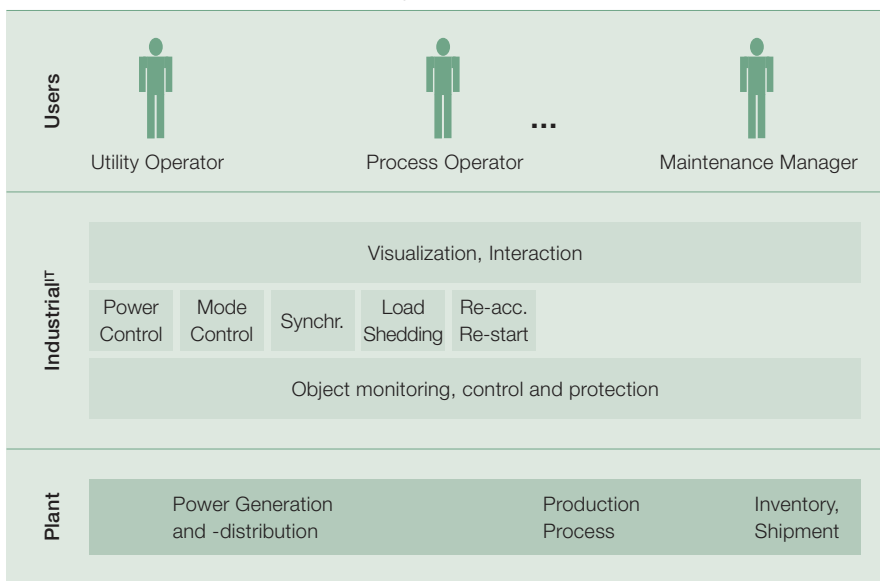 Users
...
Utility Operator
Process Operator
Maintenance Manager
Industrial^IT
Visualization, Interaction
Power
Control
Mode
Control
Synchr.
Load
Shedding
Re-acc.
Re-start
Object monitoring, control and protection
Plant
Power Generation
and -distribution
Production
Process
Inventory,
Shipment